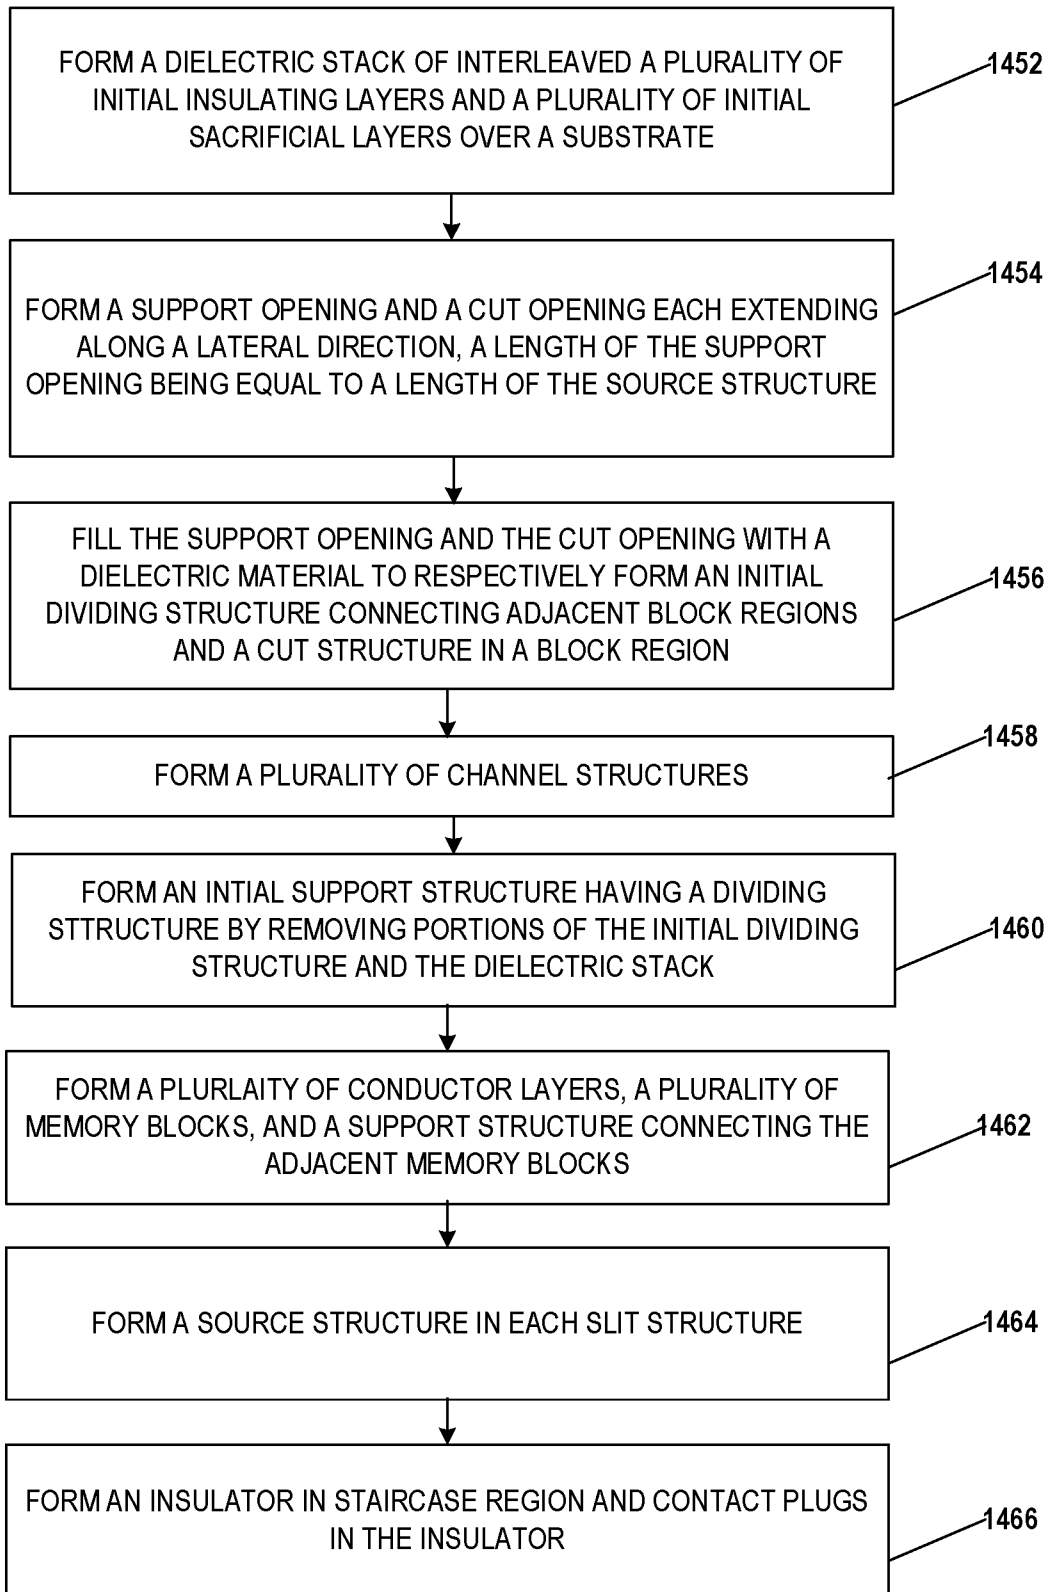 FORM A DIELECTRIC STACK OF INTERLEAVED A PLURALITY OF
INITIAL INSULATING LAYERS AND A PLURALITY OF INITIAL
SACRIFICIAL LAYERS OVER A SUBSTRATE
1452
FORM A SUPPORT OPENING AND A CUT OPENING EACH EXTENDING
ALONG A LATERAL DIRECTION, A LENGTH OF THE SUPPORT
OPENING BEING EQUAL TO A LENGTH OF THE SOURCE STRUCTURE
1454
FILL THE SUPPORT OPENING AND THE CUT OPENING WITH A
DIELECTRIC MATERIAL TO RESPECTIVELY FORM AN INITIAL
DIVIDING STRUCTURE CONNECTING ADJACENT BLOCK REGIONS
AND A CUT STRUCTURE IN A BLOCK REGION
1456
FORM A PLURALITY OF CHANNEL STRUCTURES
1458
FORM AN INTIAL SUPPORT STRUCTURE HAVING A DIVIDING
STTRUCTURE BY REMOVING PORTIONS OF THE INITIAL DIVIDING
STRUCTURE AND THE DIELECTRIC STACK
1460
FORM A PLURLAITY OF CONDUCTOR LAYERS, A PLURALITY OF
MEMORY BLOCKS, AND A SUPPORT STRUCTURE CONNECTING THE
ADJACENT MEMORY BLOCKS
1462
FORM A SOURCE STRUCTURE IN EACH SLIT STRUCTURE
1464
FORM AN INSULATOR IN STAIRCASE REGION AND CONTACT PLUGS
IN THE INSULATOR
1466